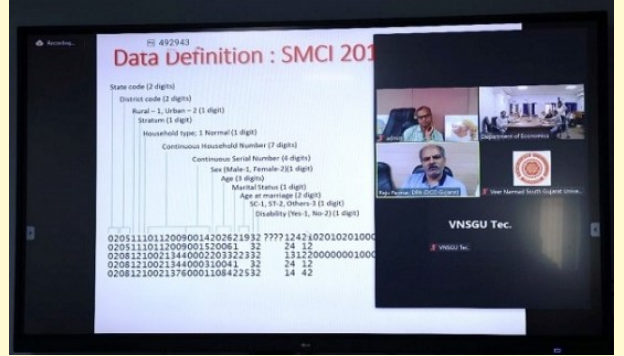 Recording...
492943
Data Definition : SMCI 201
State code (2 digits)
District code (2 digits)
Rural – 1, Urban – 2 (1 digit)
Stratum (1 digit)
Household type; 1 Normal (1 digit)
Continuous Household Number (7 digits)
Continuous Serial Number (6 digits)
Sex (Male-1, Female-2)(1 digit)
Age (3 digits)
Marital Status (1 digit)
Age at marriage (2 digit)
SC-1, ST-2, Others-3 (1 digit)
Disability (Yes-1, No-2) (1 digit)
Department of Economics
DCO Gujarat
Veer Narmad South Gujarat Unive...
VNSGU Tec.
VNSGU Tec.